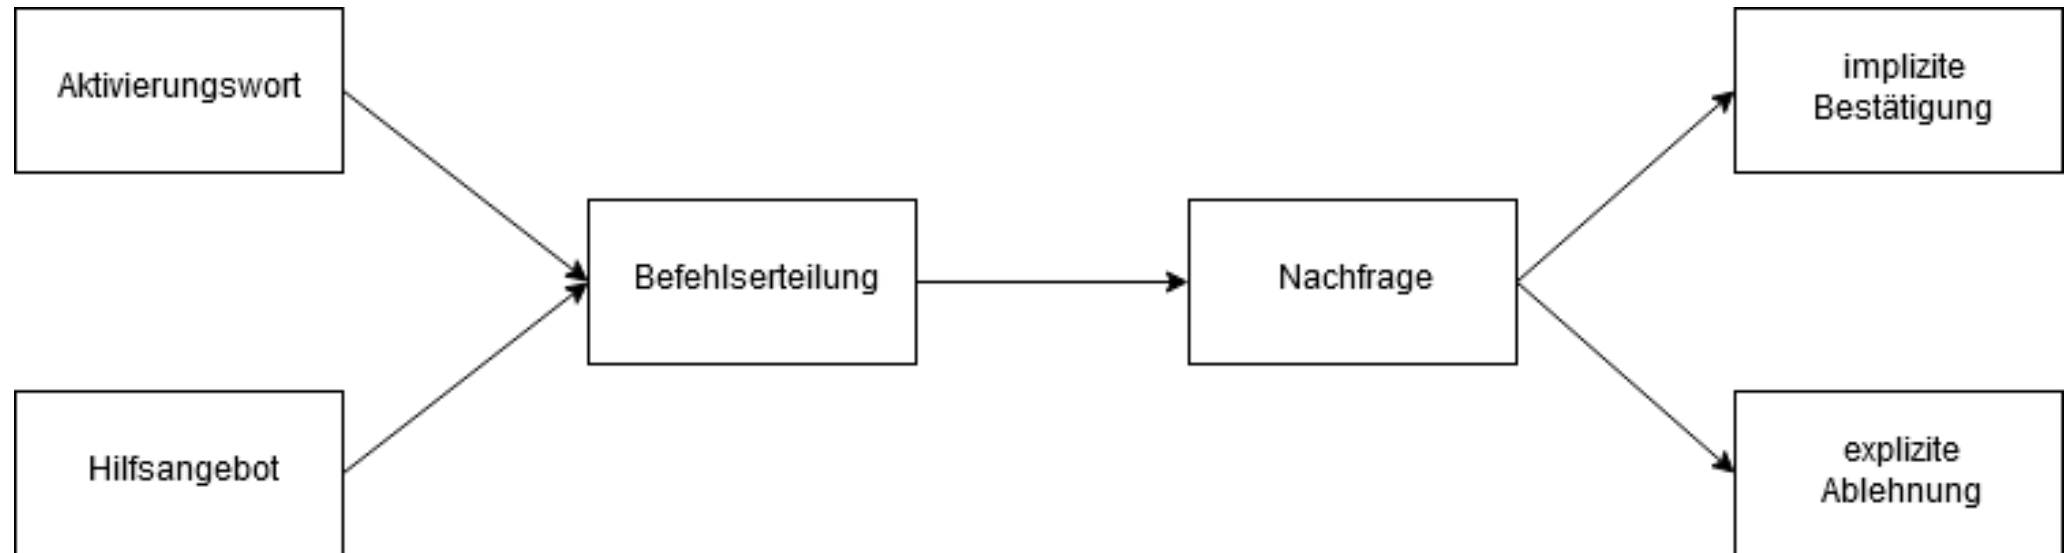 Aktivierungswort
Hilfsangebot
Befehlserteilung
Nachfrage
implizite
Bestätigung
explizite
Ablehnung